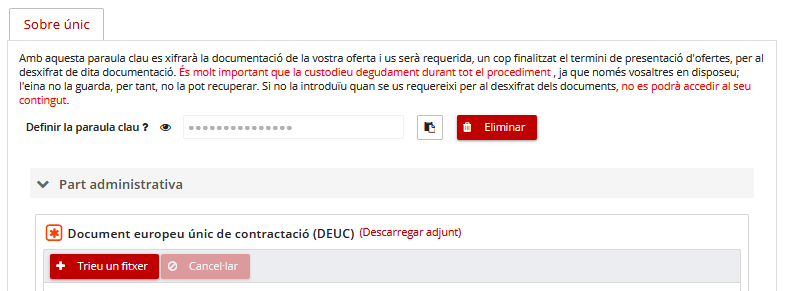 Sobre únic
Amb aquesta paraula clau es xifrarà la documentació de la vostra oferta i us serà requerida, un cop finalitzat el termini de presentació d'ofertes, per al
desxifrat de dita documentació. És molt important que la custodieu degudament durant tot el procediment , ja que només vosaltres en disposeu;
l'eina no la guarda, per tant, no la pot recuperar. Si no la introduïu quan se us requereixi per al desxifrat dels documents, no es podrà accedir al seu
contingut.
Definir la paraula clau ? Eliminar
Part administrativa
Document europeu únic de contractació (DEUC) (Descarregar adjunt)
Trieu un fitxer Cancel·lar